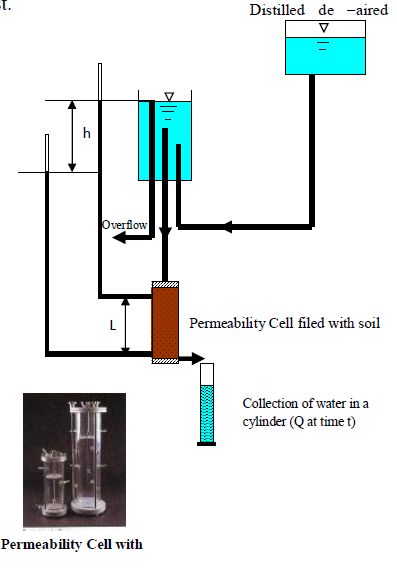 st.
Distilled de –aired
h
Overflow
L
Permeability Cell filed with soil
Collection of water in a
cylinder (Q at time t)
Permeability Cell with